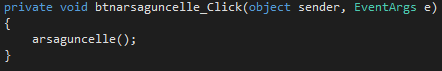 private void btnarsaguncelle_Click(object sender, EventArgs e)
{
    arsaguncelle();
}